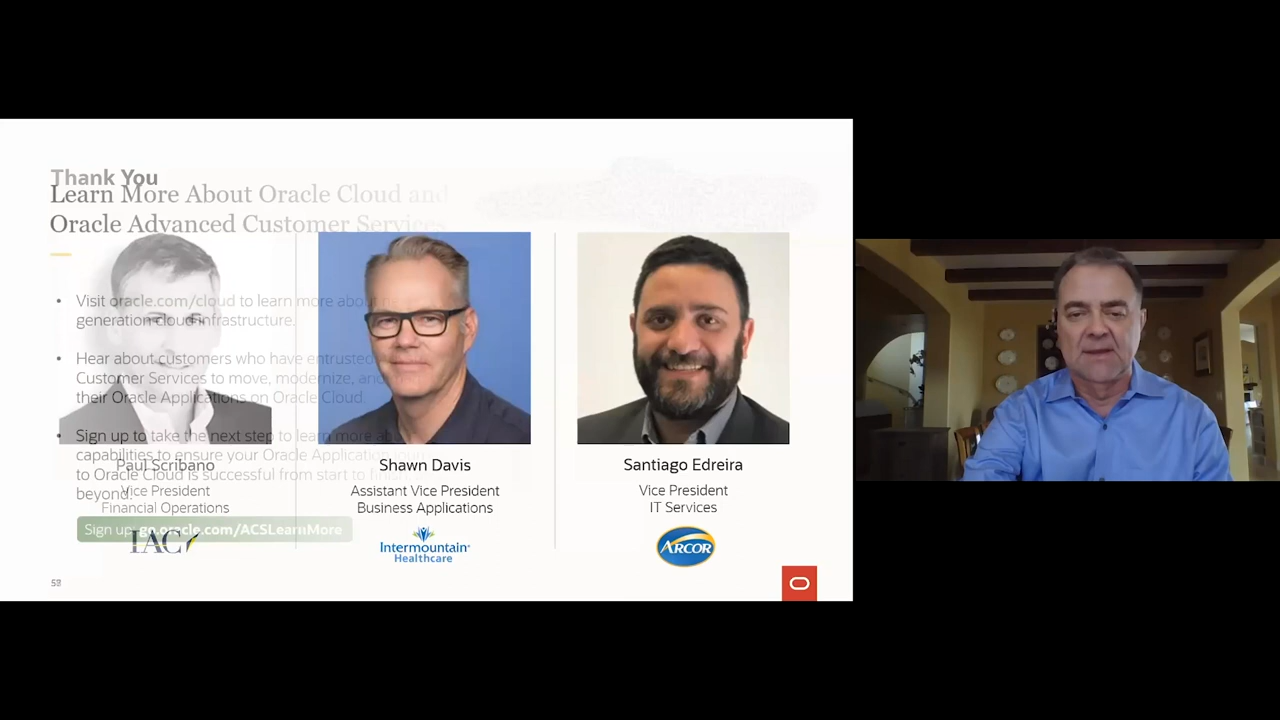 Thank You
Learn More About Oracle Cloud and
Oracle Advanced Customer Services
• Visit oracle.com/cloud to learn more about
generation cloud infrastructure.
• Hear about customers who have entrusted
Customer Services to move, modernize, and
their Oracle Applications on Oracle Cloud.
• Sign up to take the next step to learn more
capabilities to ensure your Oracle Application
to Oracle Cloud is successful from start to
beyond.
Sign up: go.oracle.com/ACSLearnMore
Paul Scribano
Vice President
Financial Operations
IAC
Shawn Davis
Assistant Vice President
Business Applications
Intermountain
Healthcare
Santiago Edreira
Vice President
IT Services
ARCOR